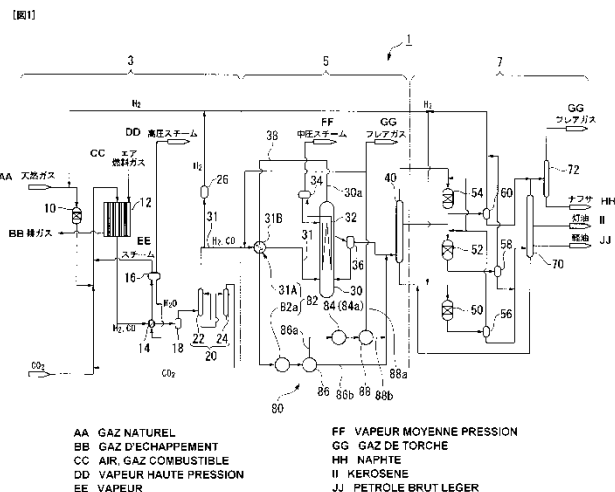 [図1]
1
3
5
7
H₂
H₂
DD 高圧スチーム
FF
中圧スチーム
GG
フレアガス
GG
フレアガス
CC エア
燃料ガス
AA 天然ガス
10
12
BB 排ガス
EE
スチーム
16
H₂O
H₂, CO
14
18
22
24
20
CO₂
CO₂
H₂
26
31
H₂, CO
38
34
30a
32
31B
31
36
31A
30
82a
82
84(84a)
86a
80
86
86b
88
88a
88b
40
54
60
52
58
50
56
72
70
ナフサ HH
灯油 II
軽油 JJ
AA GAZ NATUREL
BB GAZ D'ECHAPPEMENT
CC AIR, GAZ COMBUSTIBLE
DD VAPEUR HAUTE PRESSION
EE VAPEUR
FF VAPEUR MOYENNE PRESSION
GG GAZ DE TORCHE
HH NAPHTE
II KEROSENE
JJ PETROLE BRUT LEGER